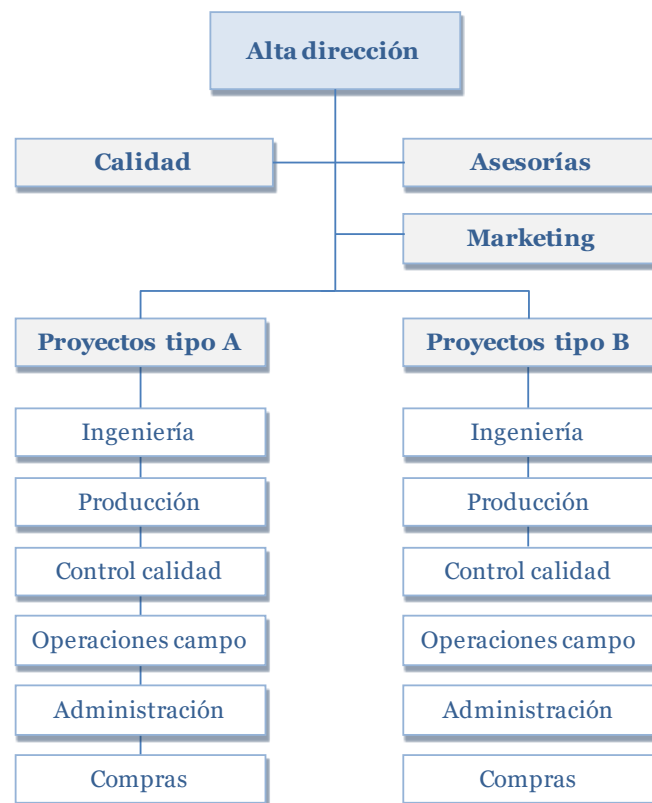 Alta dirección
Calidad
Asesorías
Marketing
Proyectos tipo A
Proyectos tipo B
Ingeniería
Ingeniería
Producción
Producción
Control calidad
Control calidad
Operaciones campo
Operaciones campo
Administración
Administración
Compras
Compras